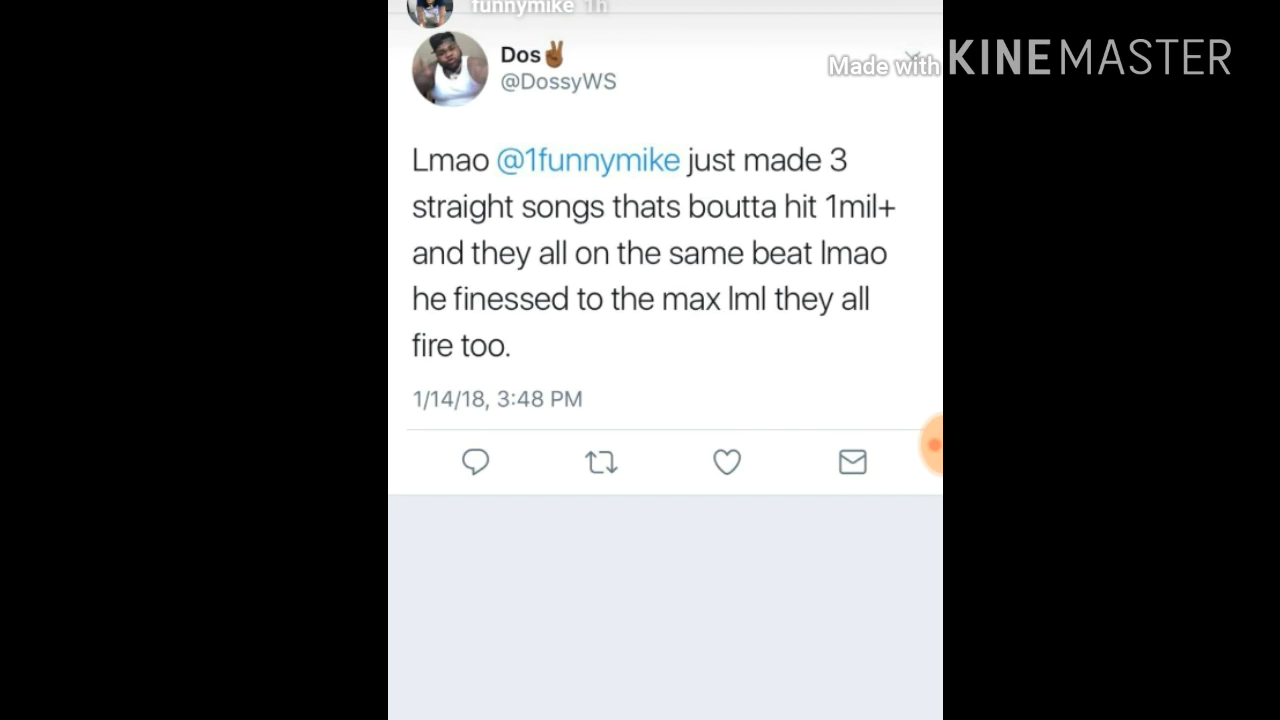 funnymike 1h
Dos✌🏾
@DossyWS
Made with KINEMASTER
Lmao @1funnymike just made 3
straight songs thats boutta hit 1mil+
and they all on the same beat lmao
he finessed to the max lml they all
fire too.
1/14/18, 3:48 PM